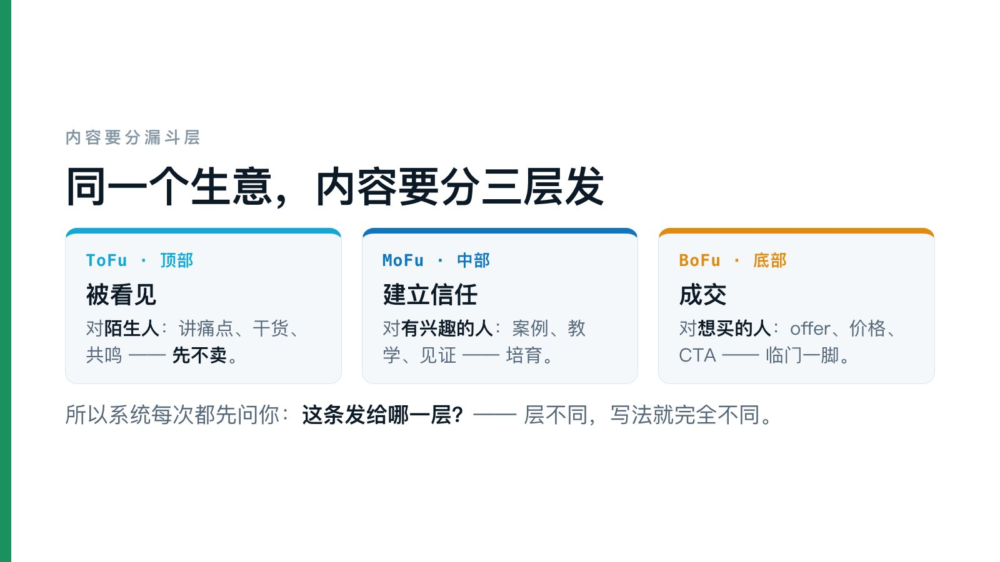 内容要分漏斗层
同一个生意，内容要分三层发
ToFu · 顶部
被看见
对陌生人：讲痛点、干货、
共鸣 —— 先不卖。
MoFu · 中部
建立信任
对有兴趣的人：案例、教
学、见证 —— 培育。
BoFu · 底部
成交
对想买的人：offer、价格、
CTA —— 临门一脚。
所以系统每次都先问你：这条发给哪一层？ —— 层不同，写法就完全不同。